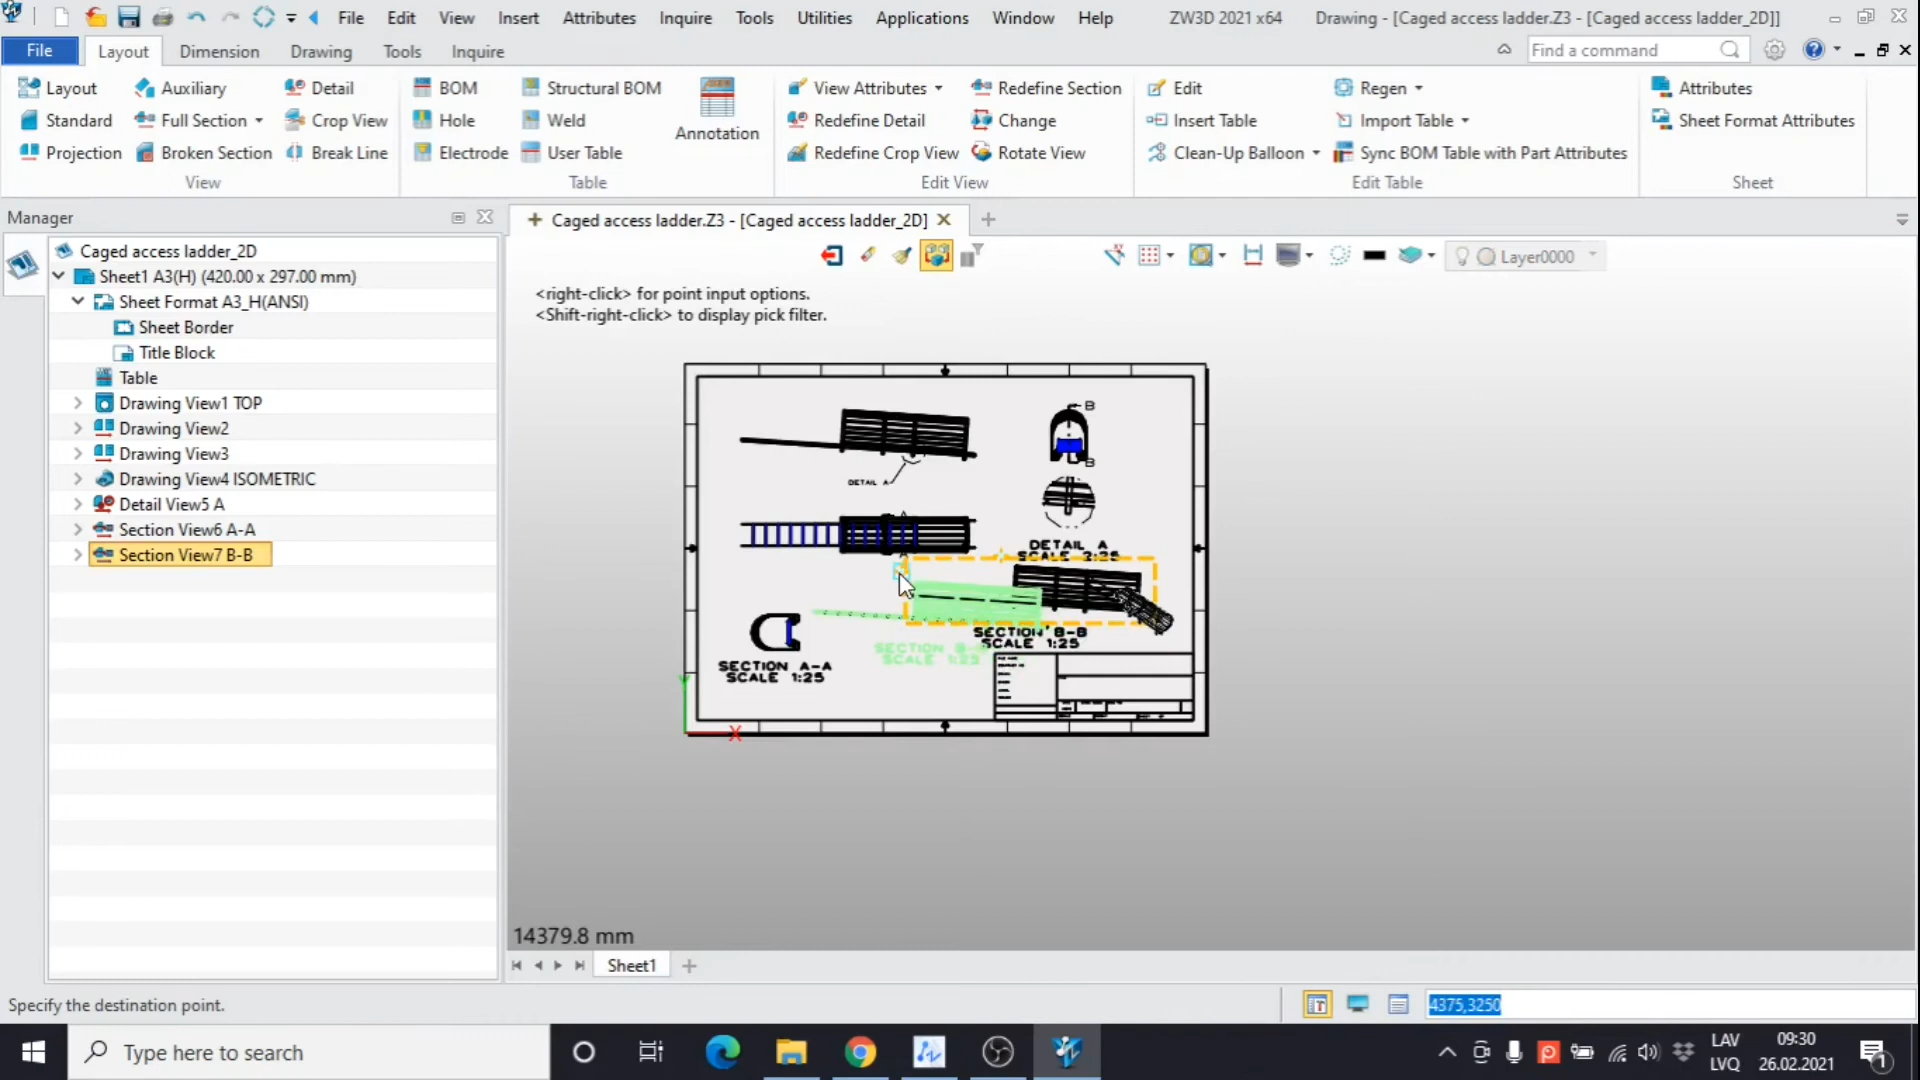 File Edit View Insert Attributes Inquire Tools Utilities Applications Window Help ZW3D 2021 x64 Drawing - [Caged access ladder.Z3 - [Caged access ladder_2D]]
File Layout Dimension Drawing Tools Inquire Find a command
Layout Auxiliary Detail BOM Structural BOM View Attributes Redefine Section Edit Regen Attributes
Standard Full Section Crop View Hole Weld Annotation Redefine Detail Change Insert Table Import Table Sheet Format Attributes
Projection Broken Section Break Line Electrode User Table Redefine Crop View Rotate View Clean-Up Balloon Sync BOM Table with Part Attributes
View Table Edit View Edit Table Sheet
Manager
Caged access ladder.Z3 - [Caged access ladder_2D]
Caged access ladder_2D
Sheet1 A3(H) (420.00 x 297.00 mm)
Sheet Format A3_H(ANSI)
Sheet Border
Title Block
Table
Drawing View1 TOP
Drawing View2
Drawing View3
Drawing View4 ISOMETRIC
Detail View5 A
Section View6 A-A
Section View7 B-B
Layer0000
<right-click> for point input options.
<Shift-right-click> to display pick filter.
B
B
DETAIL A
A
DETAIL A
SCALE 2:25
SECTION B-B
SCALE 1:25
SECTION A-A
SCALE 1:25
X
14379.8 mm
Sheet1
Specify the destination point.
4375,3250
Type here to search
LAV
LVQ
09:30
26.02.2021
1